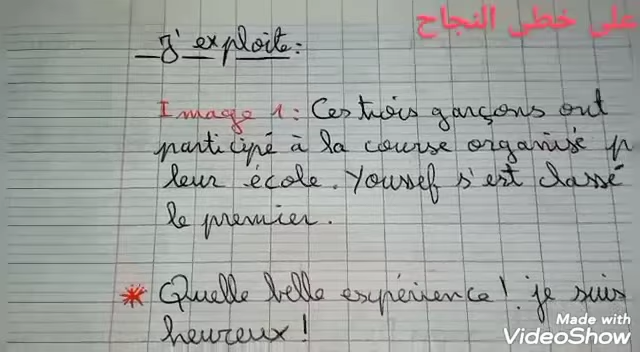 على خطى النجاح
J'exploite:
Image 1: Ces trois garçons ont
participé à la course organisé p
leur école. Youssef s'est classé
le premier.
* Quelle belle expérience! je suis
heureux!
Made with
VideoShow